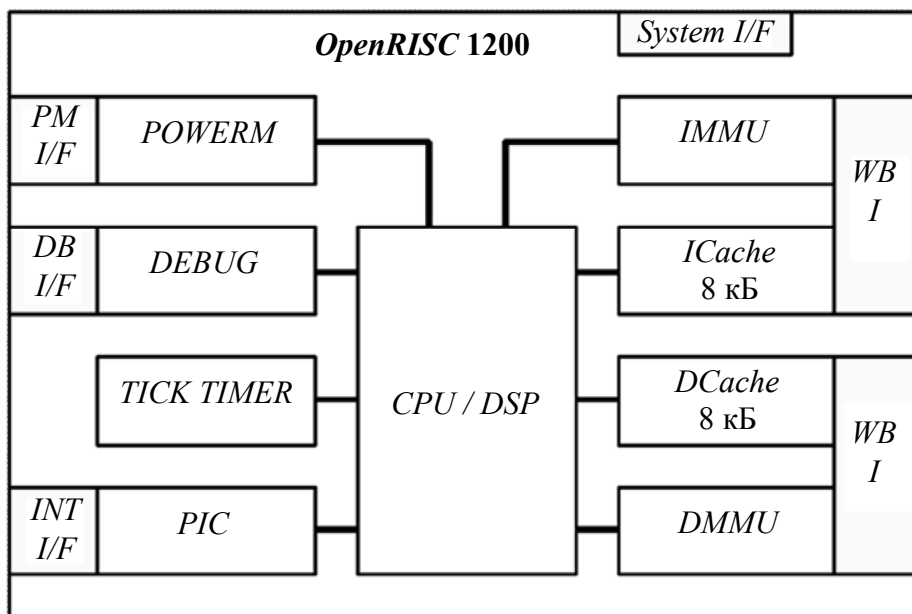 OpenRISC 1200
System I/F
PM
I/F
POWERM
IMMU
WB
I
DB
I/F
DEBUG
ICache
8 кБ
TICK TIMER
CPU / DSP
DCache
8 кБ
WB
I
INT
I/F
PIC
DMMU